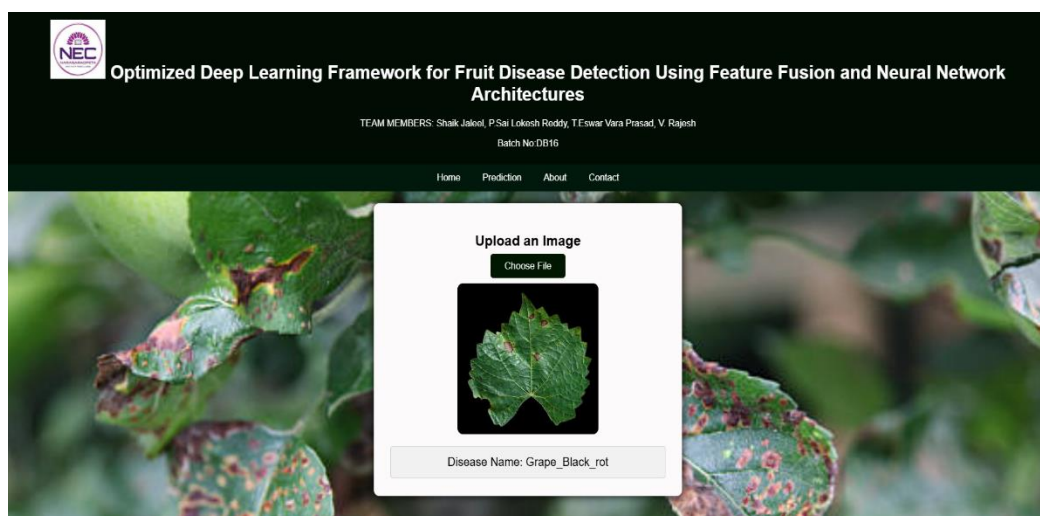 NEC
Optimized Deep Learning Framework for Fruit Disease Detection Using Feature Fusion and Neural Network
Architectures
TEAM MEMBERS: Shaik Jaleel, P.Sai Lokesh Reddy, T.Eswar Vara Prasad, V. Rajesh
Batch No:DB16
Home Prediction About Contact
Upload an Image
Choose File
Disease Name: Grape_Black_rot